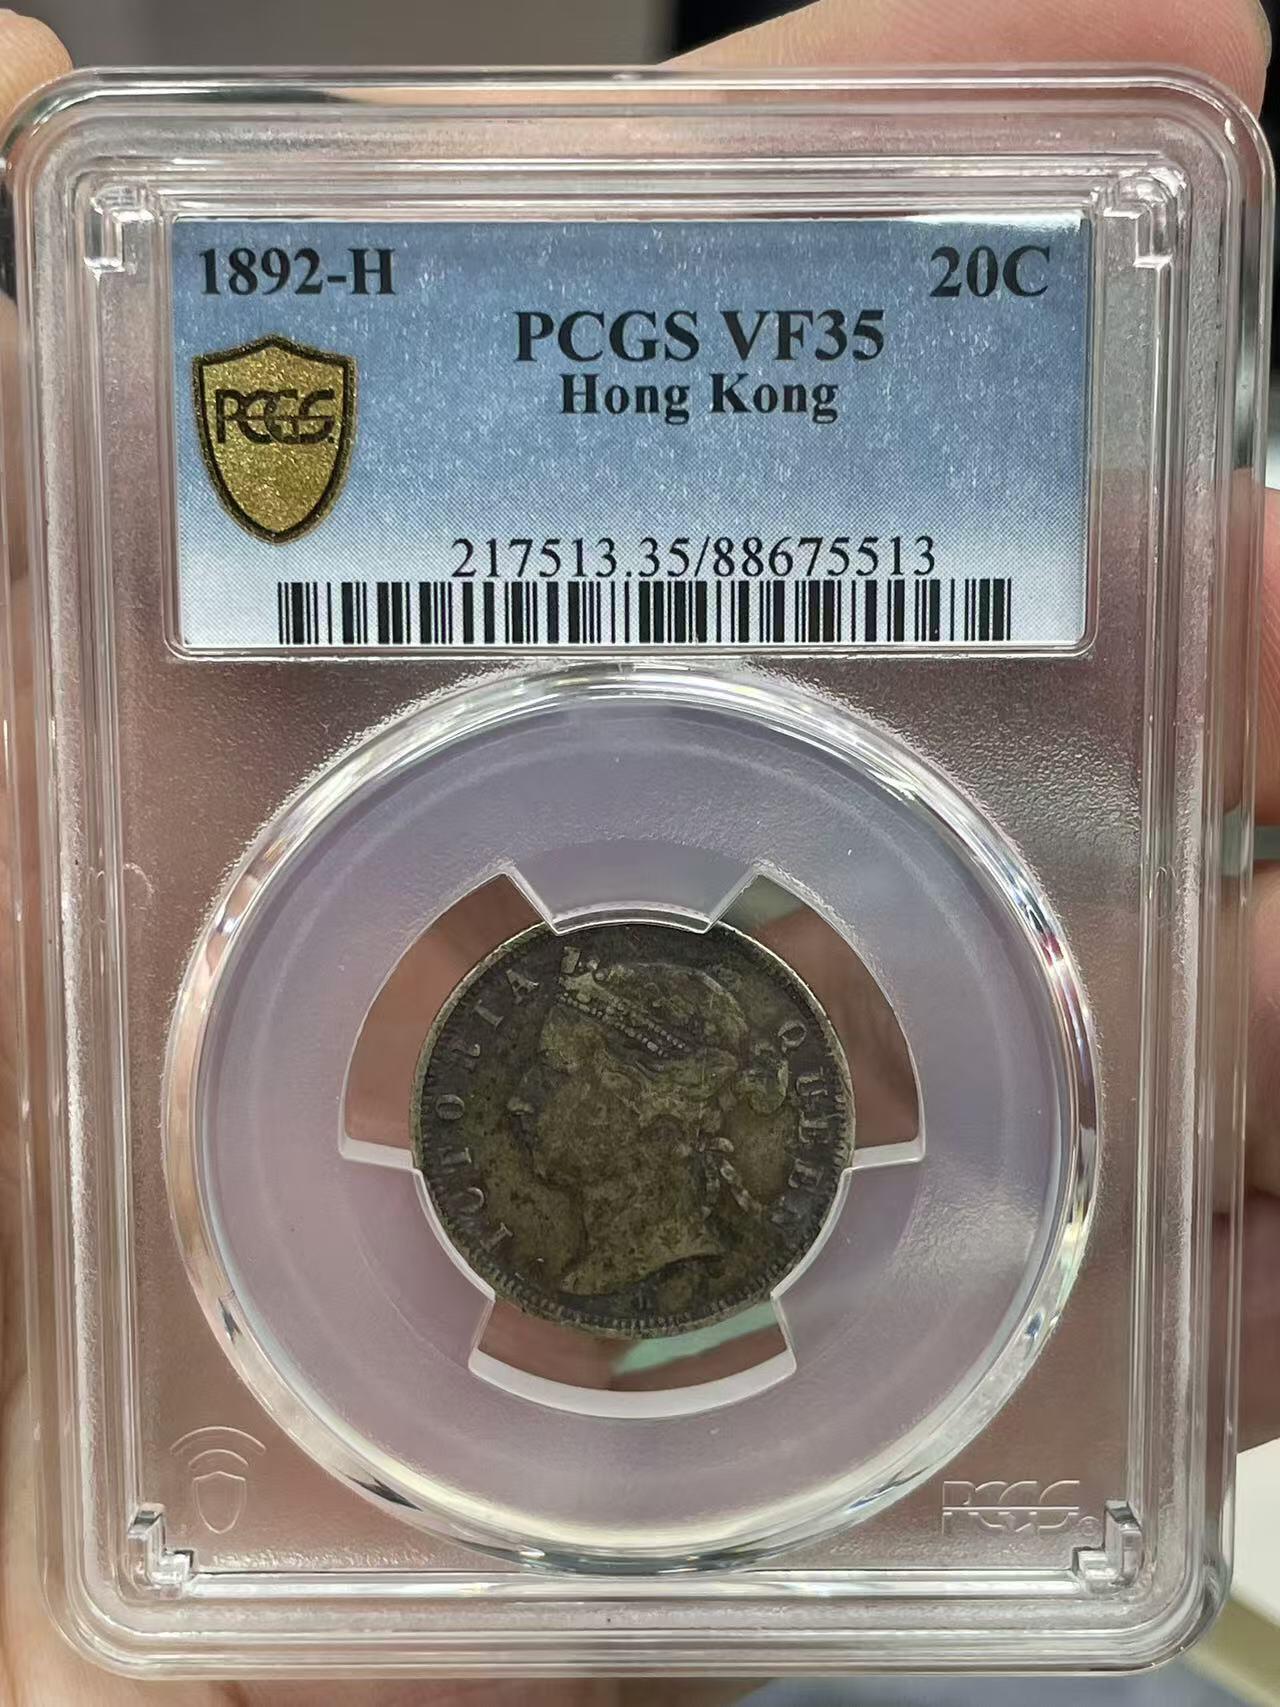 1892-H 20C
PCGS VF35
Hong Kong
PCGS
217513.35/88675513
VICTORIA QUEEN
H
PCGS